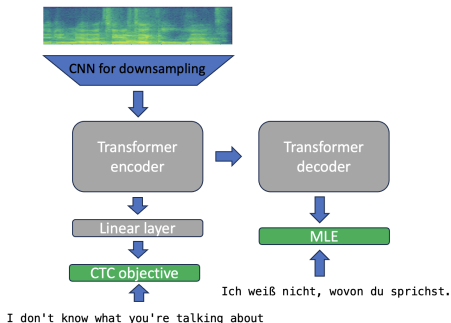 CNN for downsampling
Transformer
encoder
Transformer
decoder
Linear layer
MLE
CTC objective
Ich weiß nicht, wovon du sprichst.
I don't know what you're talking about